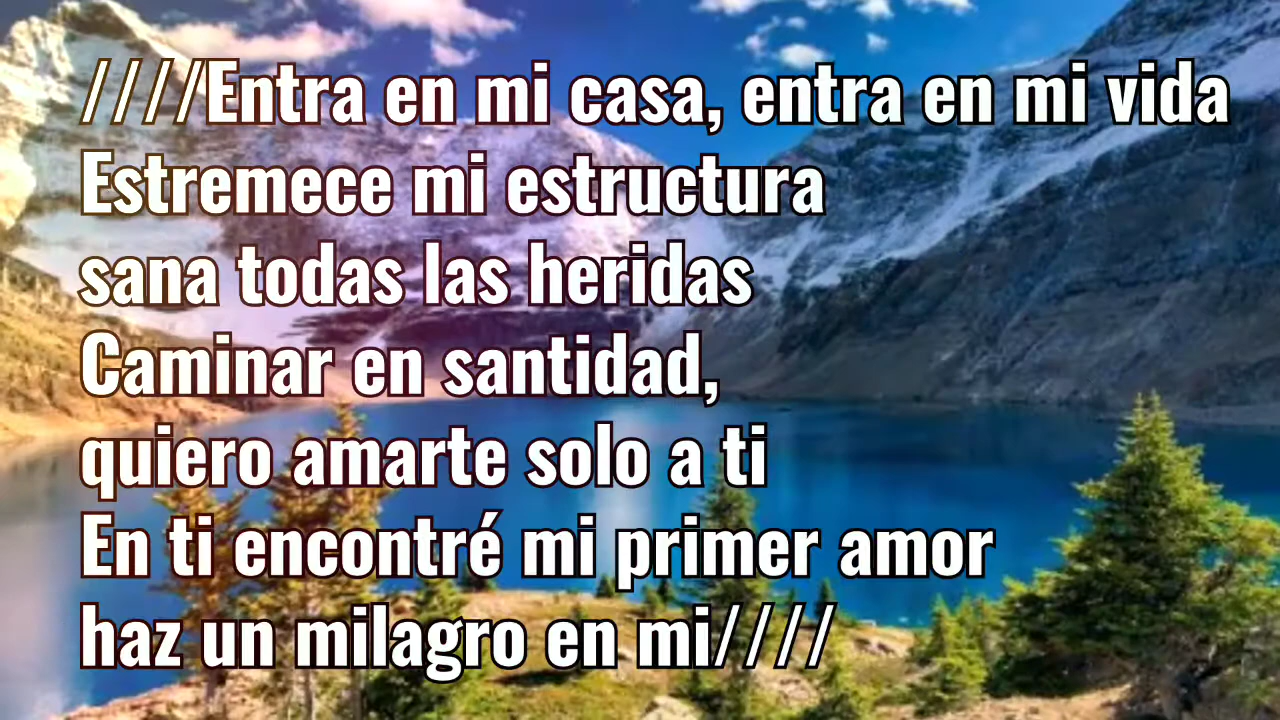 ////Entra en mi casa, entra en mi vida
Estremece mi estructura
sana todas las heridas
Caminar en santidad,
quiero amarte solo a ti
En ti encontré mi primer amor
haz un milagro en mi////